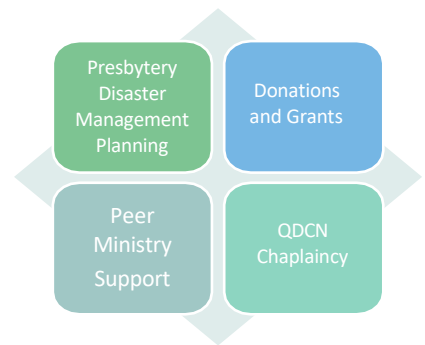 Presbytery
Disaster
Management
Planning
Donations
and Grants
Peer
Ministry
Support
QDCN
Chaplaincy